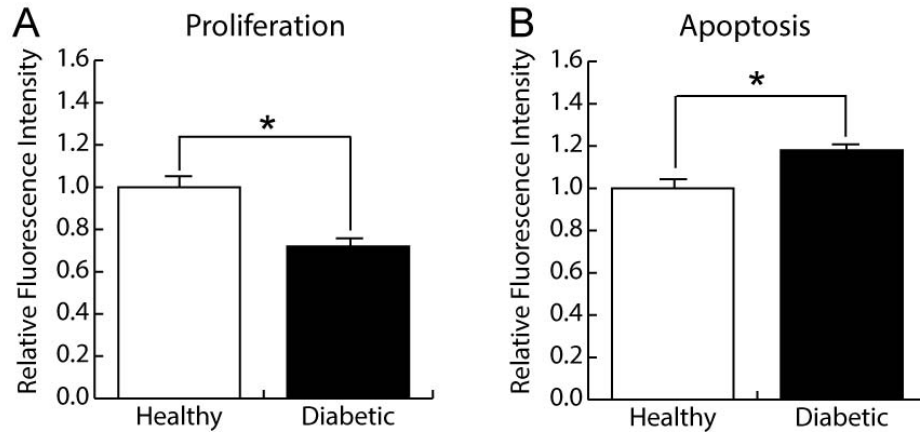 A
Proliferation
Relative Fluorescence Intensity
1.6
1.4
1.2
1.0
0.8
0.6
0.4
0.2
0.0
*
Healthy
Diabetic
B
Apoptosis
Relative Fluorescence Intensity
1.6
1.4
1.2
1.0
0.8
0.6
0.4
0.2
0.0
*
Healthy
Diabetic